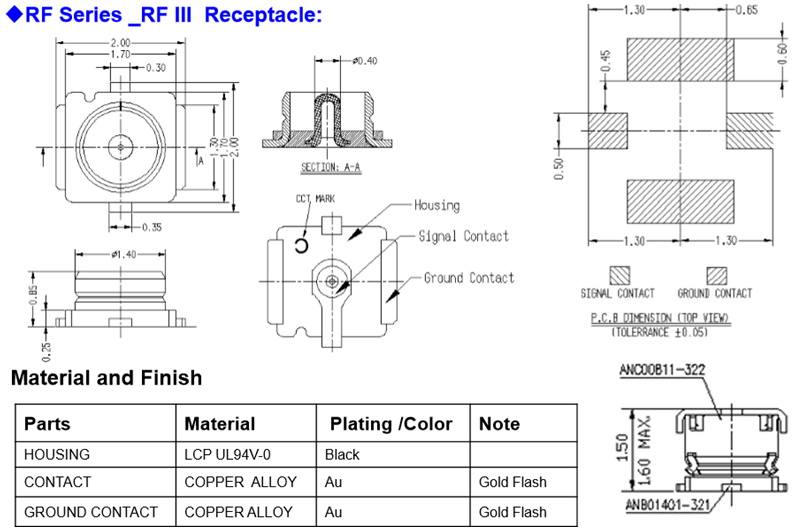 ◆RF Series _RF III Receptacle:
2.00
1.70
0.30
1.30
1.70
2.00
A
0.35
ø0.40
SECTION: A-A
1.30
0.65
0.60
0.45
0.50
1.30
1.30
SIGNAL CONTACT
GROUND CONTACT
P.C.B DIMENSION (TOP VIEW)
(TOLERRANCE ±0.05)
ø1.40
0.85
0.25
CCT MARK
Housing
Signal Contact
Ground Contact
Material and Finish
Parts Material Plating /Color Note
HOUSING LCP UL94V-0 Black
CONTACT COPPER ALLOY Au Gold Flash
GROUND CONTACT COPPER ALLOY Au Gold Flash
ANC00B11-322
1.50
1.60 MAX.
ANB01401-321